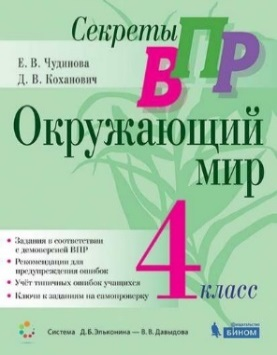 Секреты
Е. В. Чудинова
Д. В. Коханович
ВПР
Окружающий
мир
• Задания в соответствии
с демоверсией ВПР
• Рекомендации для
предупреждения ошибок
• Учёт типичных ошибок учащихся
• Ключи к заданиям на самопроверку
4 класс
Система Д.Б.Эльконина — В.В.Давыдова
Издательство
БИНОМ